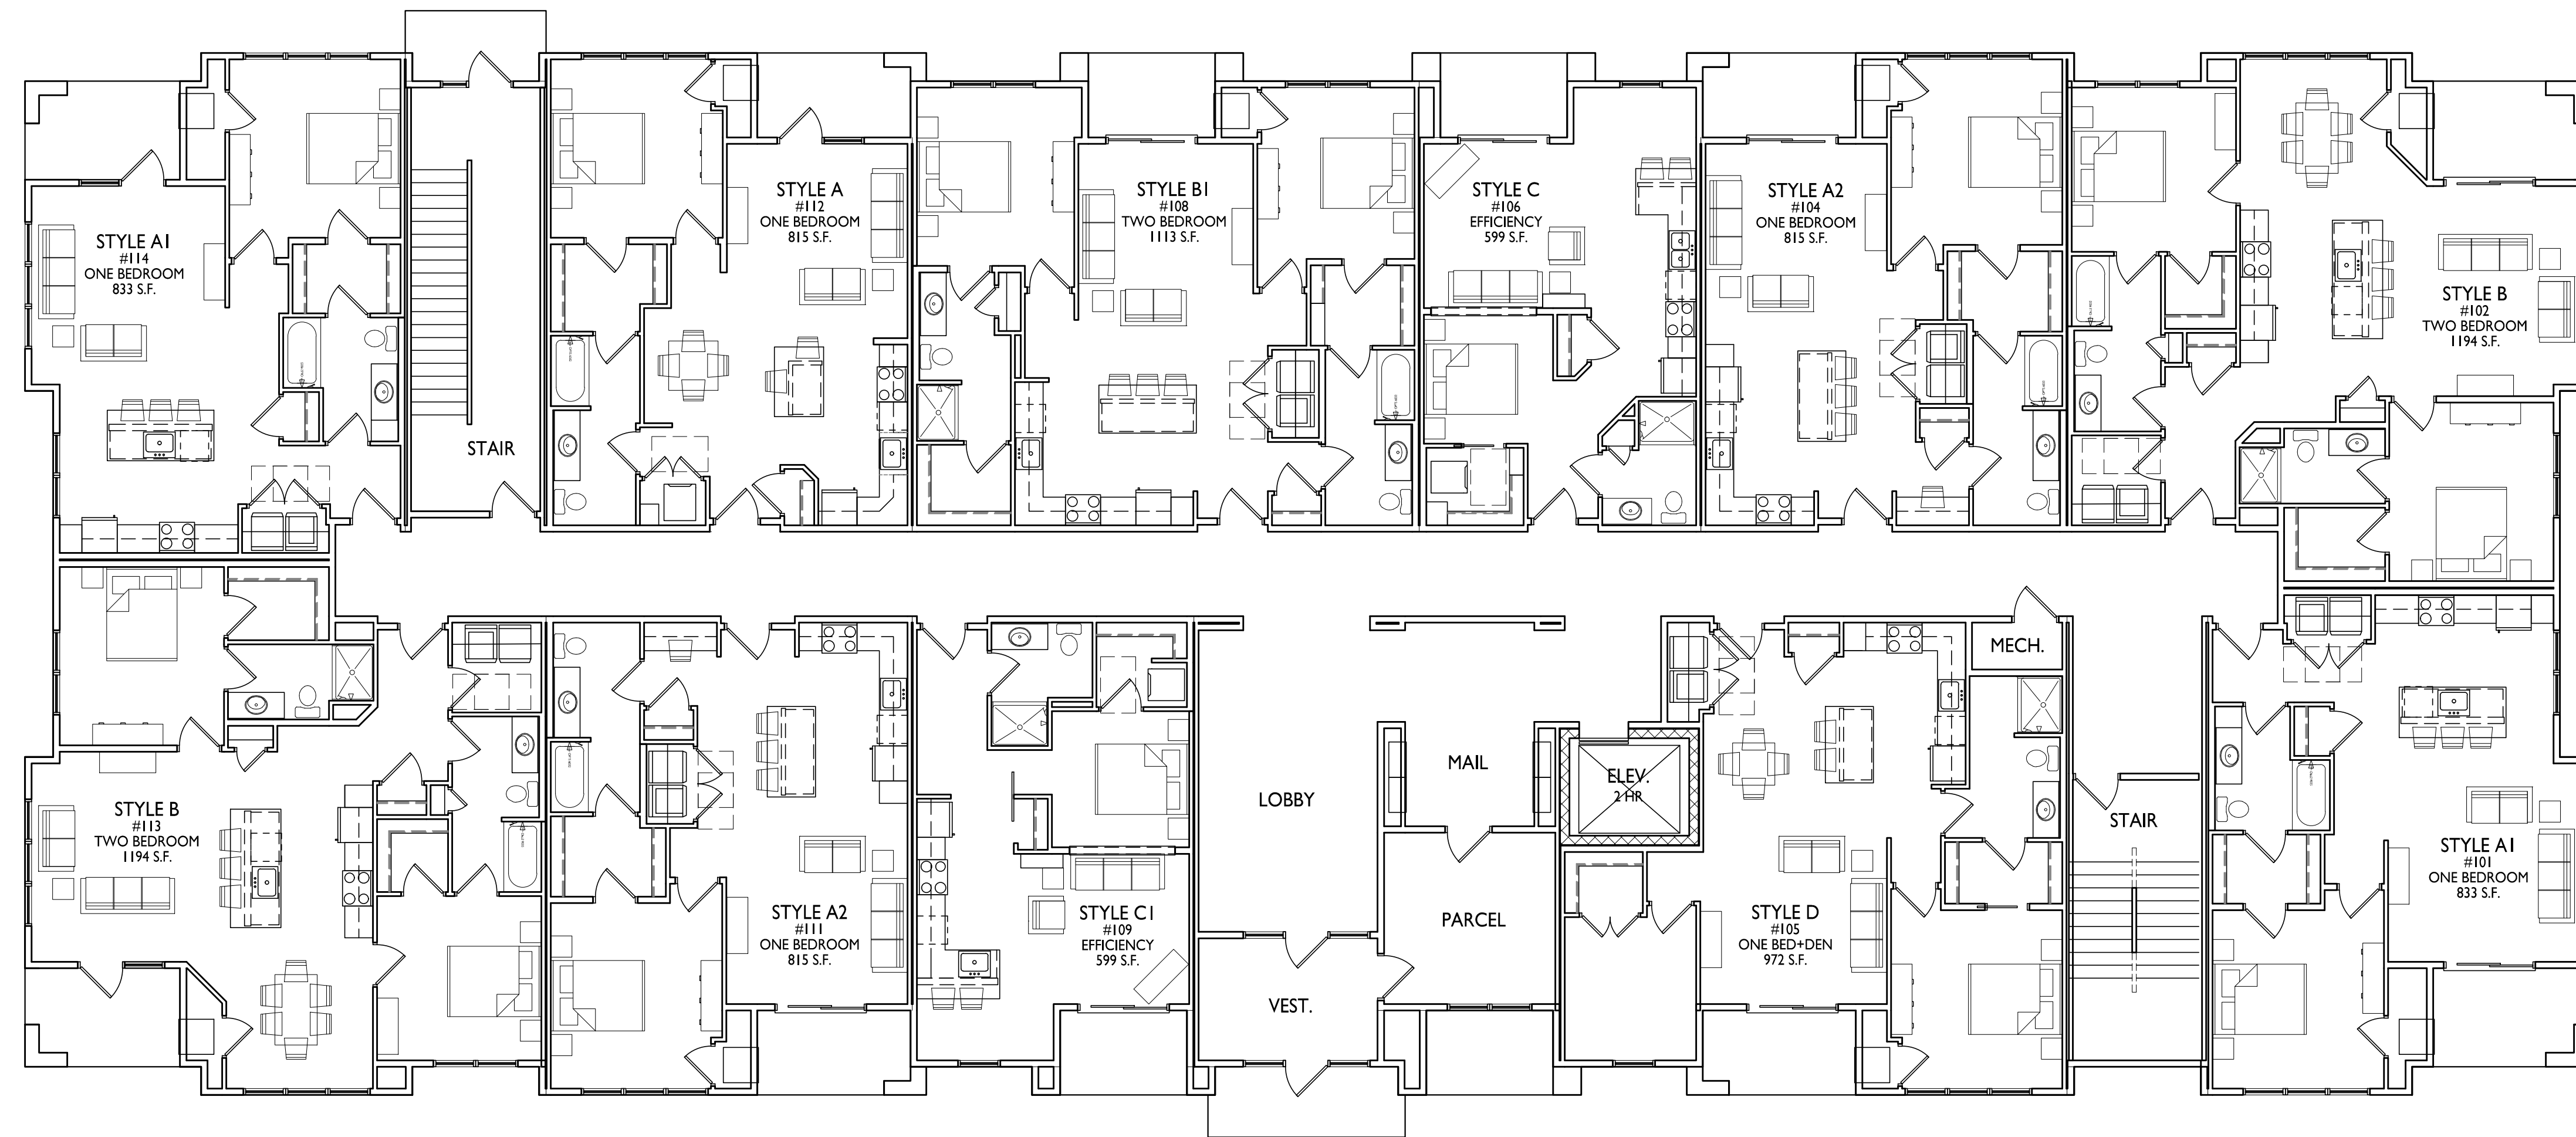 STYLE A1
#114
ONE BEDROOM
833 S.F.
STAIR
STYLE A
#112
ONE BEDROOM
815 S.F.
STYLE B1
#108
TWO BEDROOM
1113 S.F.
STYLE C
#106
EFFICIENCY
599 S.F.
STYLE A2
#104
ONE BEDROOM
815 S.F.
STYLE B
#102
TWO BEDROOM
1194 S.F.
STYLE B
#113
TWO BEDROOM
1194 S.F.
STYLE A2
#111
ONE BEDROOM
815 S.F.
STYLE C1
#109
EFFICIENCY
599 S.F.
LOBBY
VEST.
MAIL
PARCEL
ELEV.
2 HR
STYLE D
#105
ONE BED+DEN
972 S.F.
MECH.
STAIR
STYLE A1
#101
ONE BEDROOM
833 S.F.